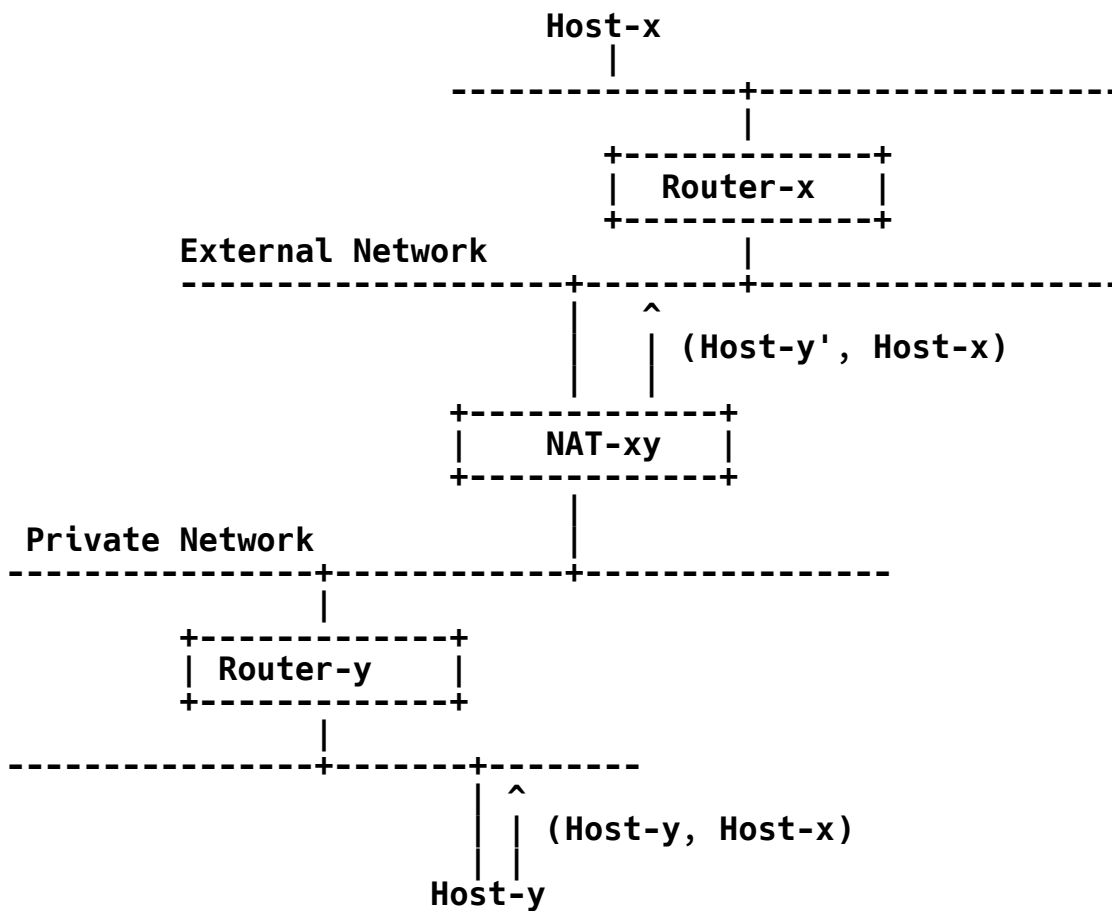 Host-x
|
---------------+-------------------
|
+-------------+
| Router-x |
+-------------+
External Network |
--------------------+--------+-------------------
| ^
| | (Host-y', Host-x)
| |
+-------------+
| NAT-xy |
+-------------+
|
Private Network |
----------------+------------+----------------
|
+-------------+
| Router-y |
+-------------+
|
----------------+-------+--------
| ^
| | (Host-y, Host-x)
| |
Host-y